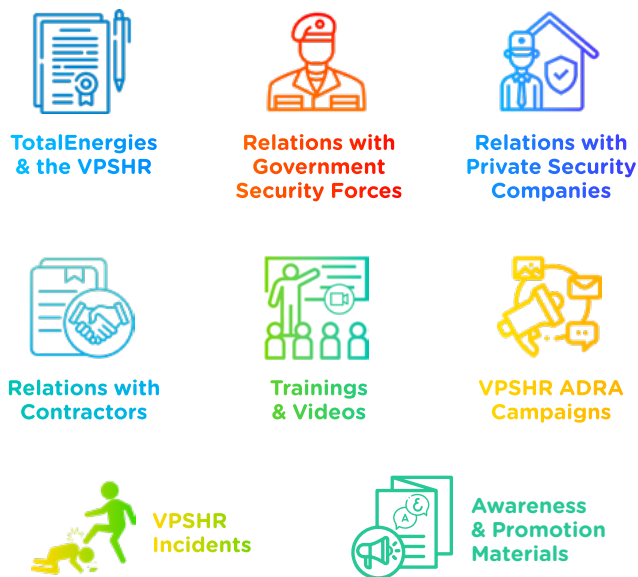 TotalEnergies
& the VPSHR
Relations with
Government
Security Forces
Relations with
Private Security
Companies
Relations with
Contractors
Trainings
& Videos
VPSHR ADRA
Campaigns
VPSHR
Incidents
A
ع
Awareness
& Promotion
Materials